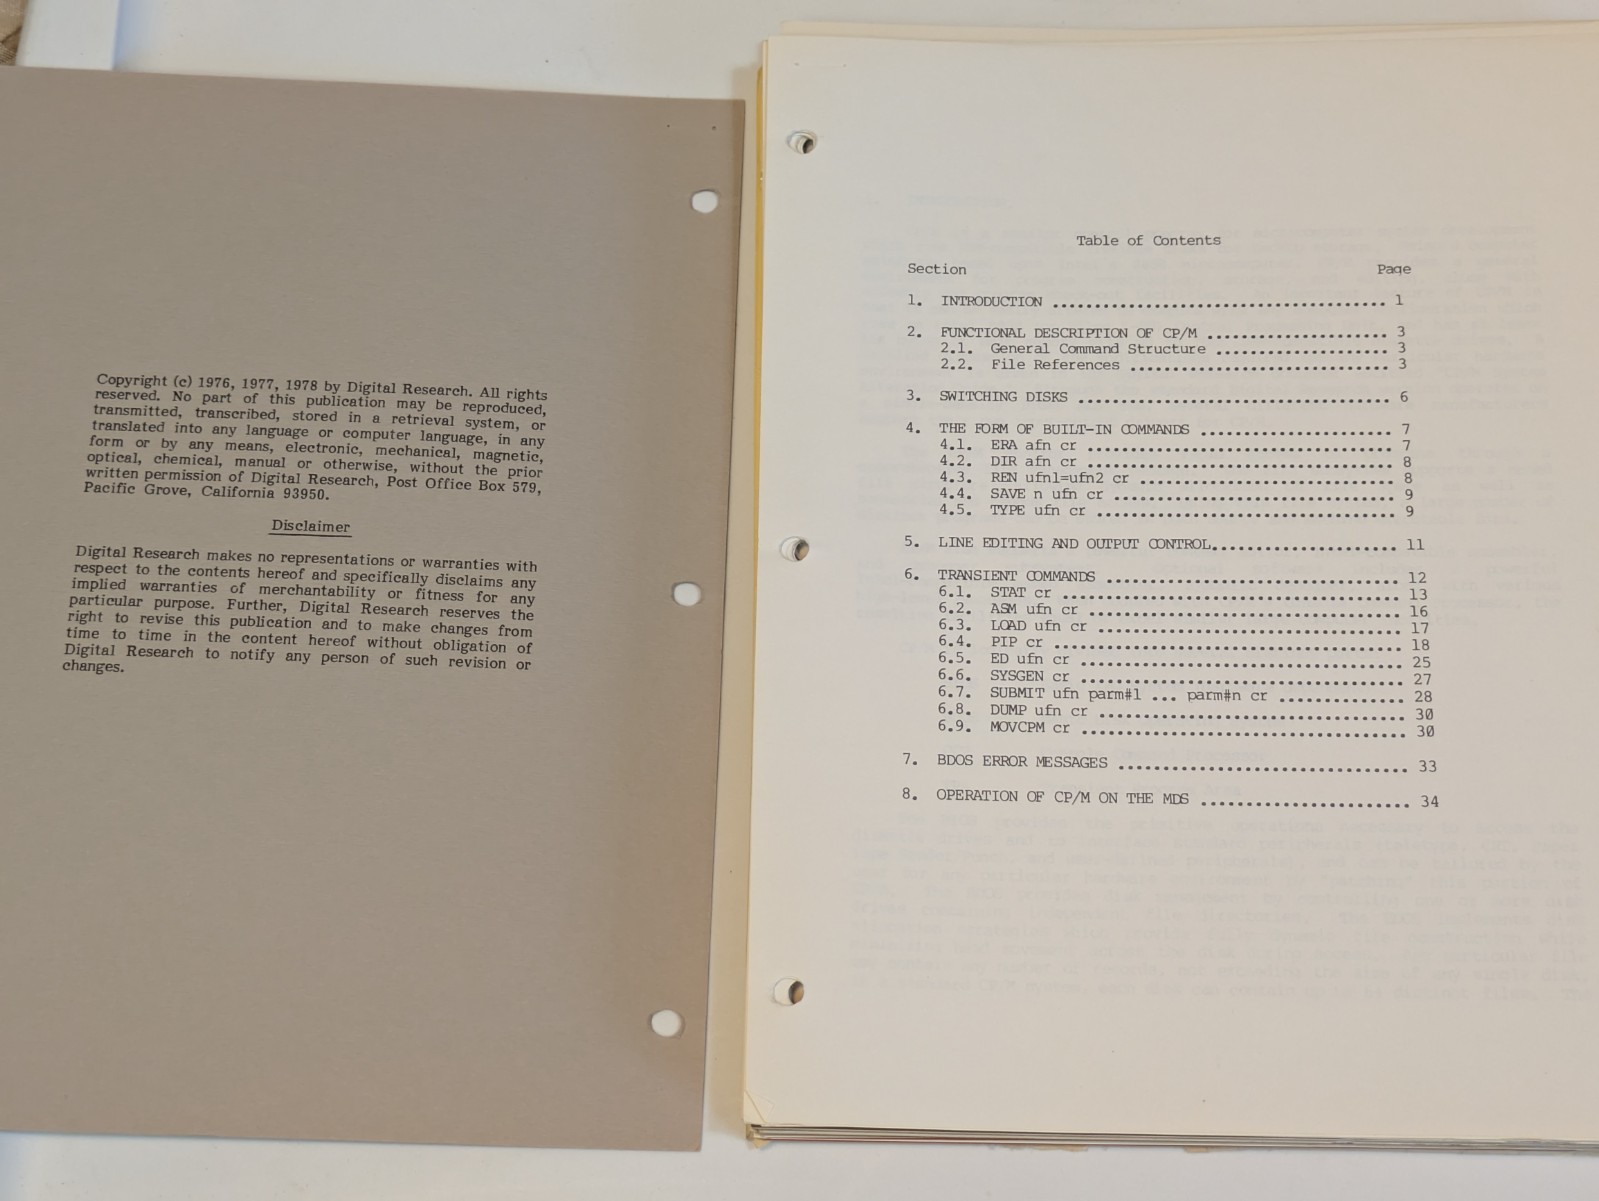 Copyright (c) 1976, 1977, 1978 by Digital Research. All rights
reserved. No part of this publication may be reproduced,
transmitted, transcribed, stored in a retrieval system, or
translated into any language or computer language, in any
form or by any means, electronic, mechanical, magnetic,
optical, chemical, manual or otherwise, without the prior
written permission of Digital Research, Post Office Box 579,
Pacific Grove, California 93950.
Disclaimer
Digital Research makes no representations or warranties with
respect to the contents hereof and specifically disclaims any
implied warranties of merchantability or fitness for any
particular purpose. Further, Digital Research reserves the
right to revise this publication and to make changes from
time to time in the content hereof without obligation of
Digital Research to notify any person of such revision or
changes.
Table of Contents
Section Page
1. INTRODUCTION ........................................ 1
2. FUNCTIONAL DESCRIPTION OF CP/M ...................... 3
2.1. General Command Structure ..................... 3
2.2. File References ............................... 3
3. SWITCHING DISKS ..................................... 6
4. THE FORM OF BUILT-IN COMMANDS ....................... 7
4.1. ERA afn cr .................................... 7
4.2. DIR afn cr .................................... 8
4.3. REN ufn1=ufn2 cr .............................. 8
4.4. SAVE n ufn cr ................................. 9
4.5. TYPE ufn cr ................................... 9
5. LINE EDITING AND OUTPUT CONTROL...................... 11
6. TRANSIENT COMMANDS .................................. 12
6.1. STAT cr ....................................... 13
6.2. ASM ufn cr .................................... 16
6.3. LOAD ufn cr ................................... 17
6.4. PIP cr ........................................ 18
6.5. ED ufn cr ..................................... 25
6.6. SYSGEN cr ..................................... 27
6.7. SUBMIT ufn parm#1 ... parm#n cr ............... 28
6.8. DUMP ufn cr ................................... 30
6.9. MOVCPM cr ..................................... 30
7. BDOS ERROR MESSAGES ................................. 33
8. OPERATION OF CP/M ON THE MDS ........................ 34